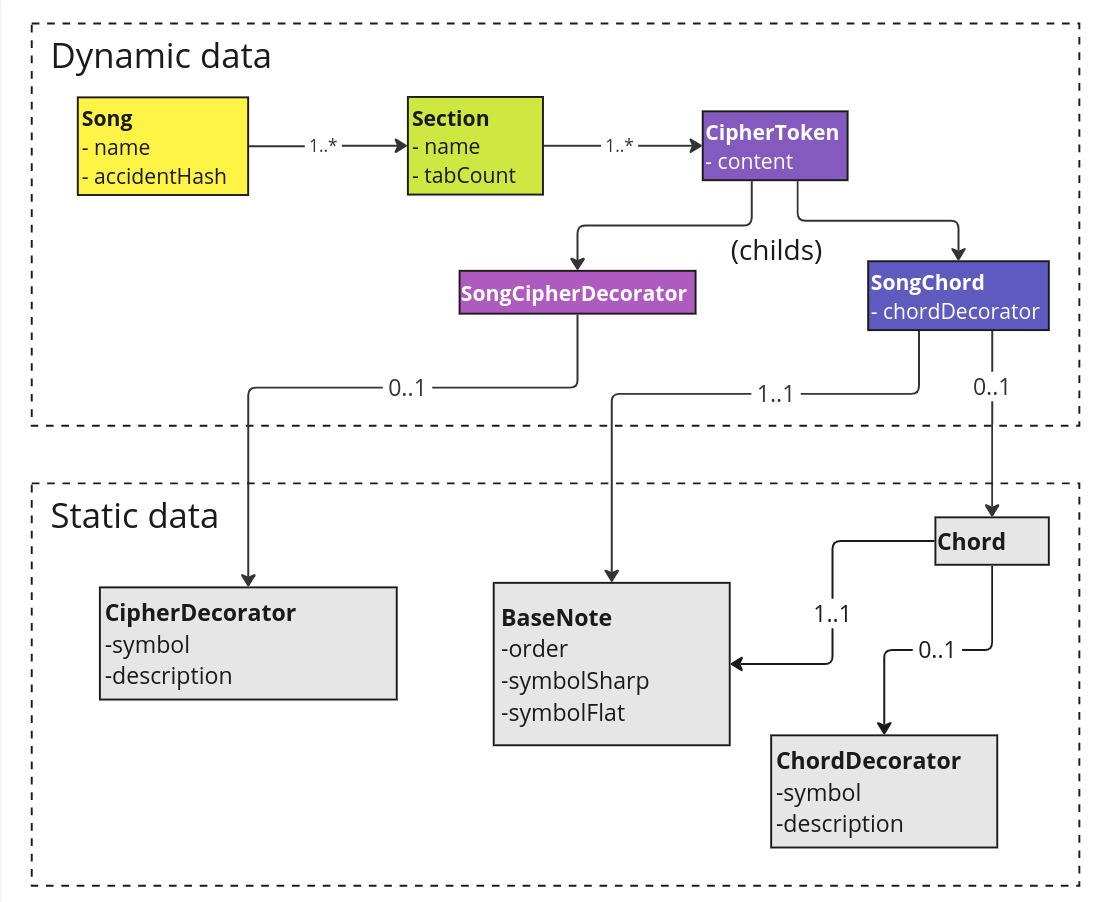 Dynamic data
Song
- name
- accidentHash
1..*
Section
- name
- tabCount
1..*
CipherToken
- content
(childs)
SongCipherDecorator
SongChord
- chordDecorator
0..1
1..1
0..1
Static data
Chord
CipherDecorator
-symbol
-description
BaseNote
-order
-symbolSharp
-symbolFlat
1..1
0..1
ChordDecorator
-symbol
-description